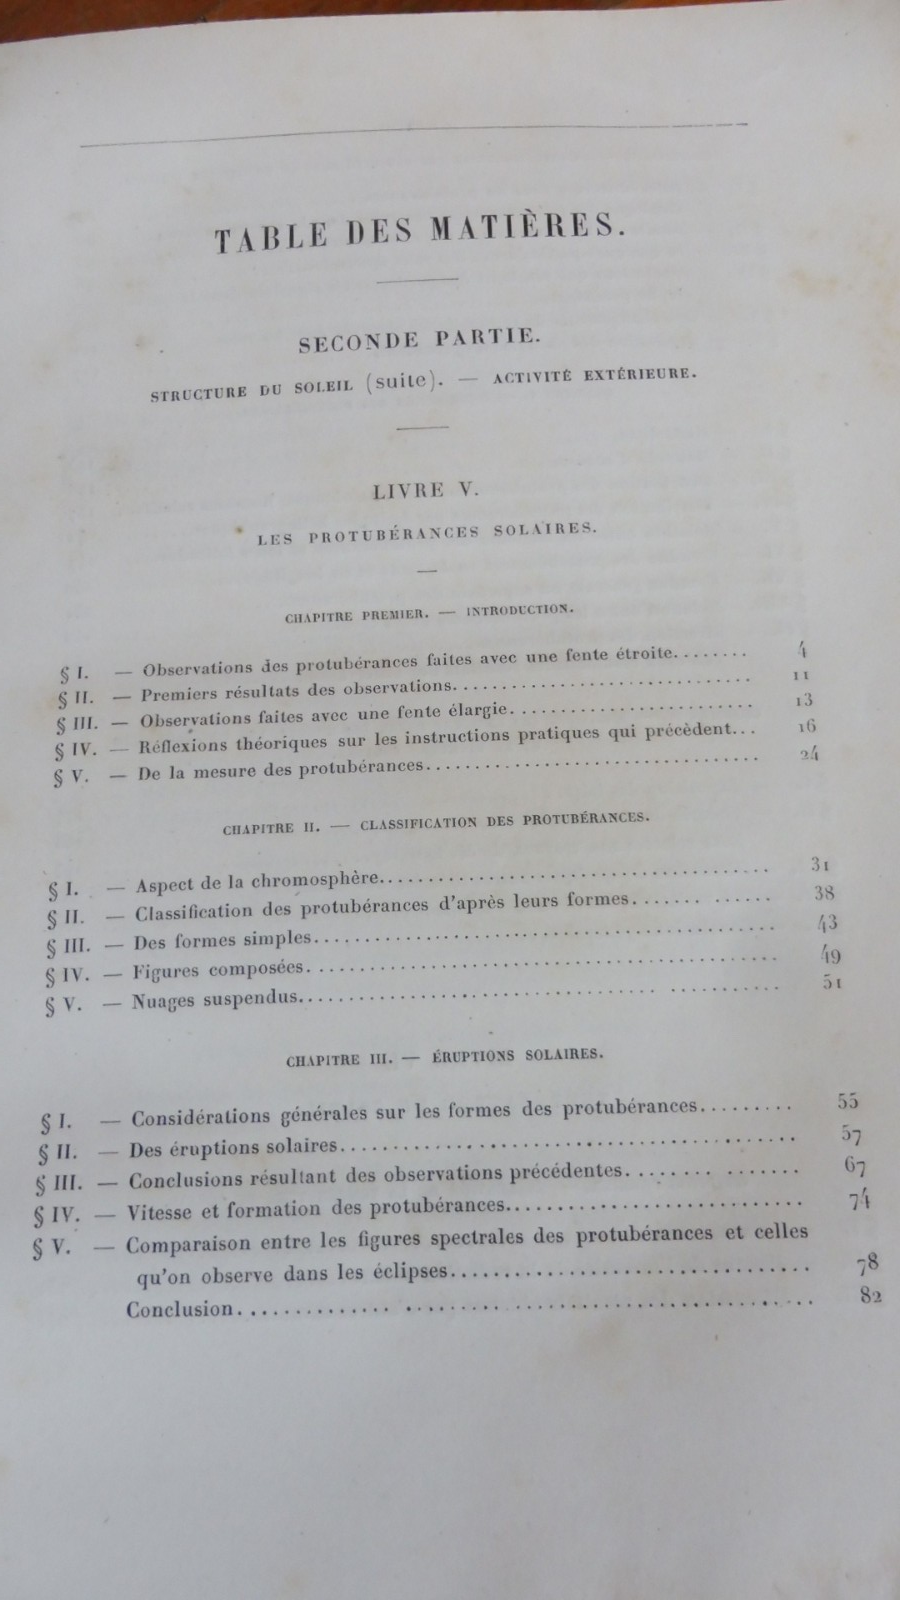 TABLE DES MATIÈRES.
SECONDE PARTIE.
STRUCTURE DU SOLEIL (suite). — ACTIVITÉ EXTÉRIEURE.
LIVRE V.
LES PROTUBÉRANCES SOLAIRES.
CHAPITRE PREMIER. — INTRODUCTION.
§ I. — Observations des protubérances faites avec une fente étroite........ 4
§ II. — Premiers résultats des observations................................ 11
§ III. — Observations faites avec une fente élargie.......................... 13
§ IV. — Réflexions théoriques sur les instructions pratiques qui précèdent... 16
§ V. — De la mesure des protubérances.................................... 24
CHAPITRE II. — CLASSIFICATION DES PROTUBÉRANCES.
§ I. — Aspect de la chromosphère........................................ 31
§ II. — Classification des protubérances d'après leurs formes....... ...... 38
§ III. — Des formes simples.............................................. 43
§ IV. — Figures composées............................................... 49
§ V. — Nuages suspendus.................................... ........... 51
CHAPITRE III. — ÉRUPTIONS SOLAIRES.
§ I. — Considérations générales sur les formes des protubérances......... 55
§ II. — Des éruptions solaires............................................ 57
§ III. — Conclusions résultant des observations précédentes........ ....... 67
§ IV. — Vitesse et formation des protubérances............................ 74
§ V. — Comparaison entre les figures spectrales des protubérances et celles
qu'on observe dans les éclipses.................................. 78
Conclusion.............. ......... ............................. 82